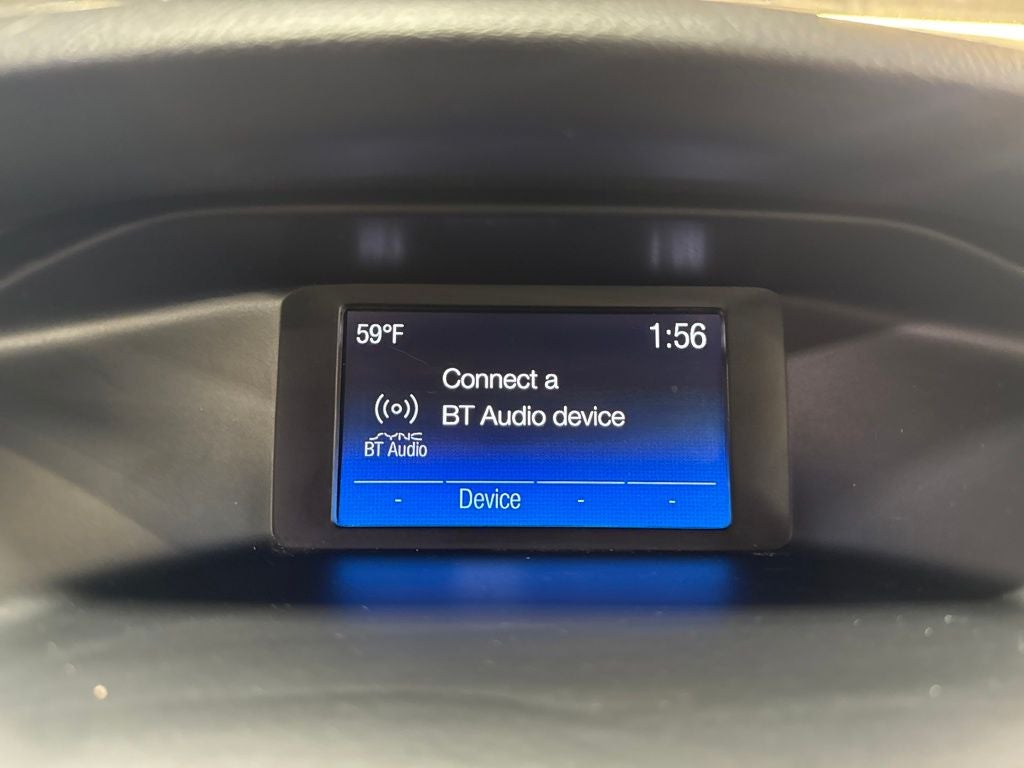 59°F 1:56
Connect a
BT Audio device
SYNC
BT Audio
- Device - -